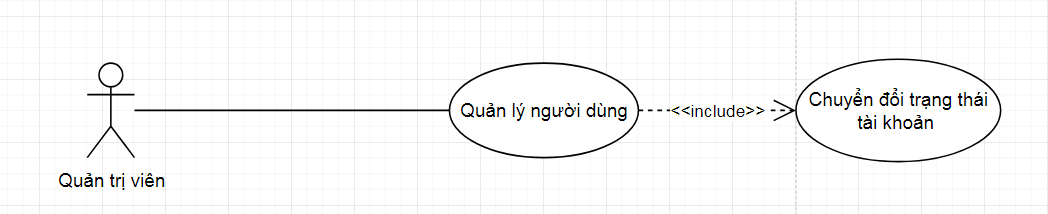 Quản trị viên
Quản lý người dùng
<<include>>
Chuyển đổi trạng thái
tài khoản